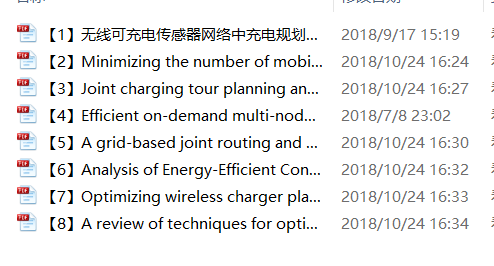 【1】无线可充电传感器网络中充电规划... 2018/9/17 15:19
【2】Minimizing the number of mobi... 2018/10/24 16:24
【3】Joint charging tour planning an... 2018/10/24 16:27
【4】Efficient on-demand multi-nod... 2018/7/8 23:02
【5】A grid-based joint routing and ... 2018/10/24 16:30
【6】Analysis of Energy-Efficient Con... 2018/10/24 16:32
【7】Optimizing wireless charger pla... 2018/10/24 16:33
【8】A review of techniques for opti... 2018/10/24 16:34